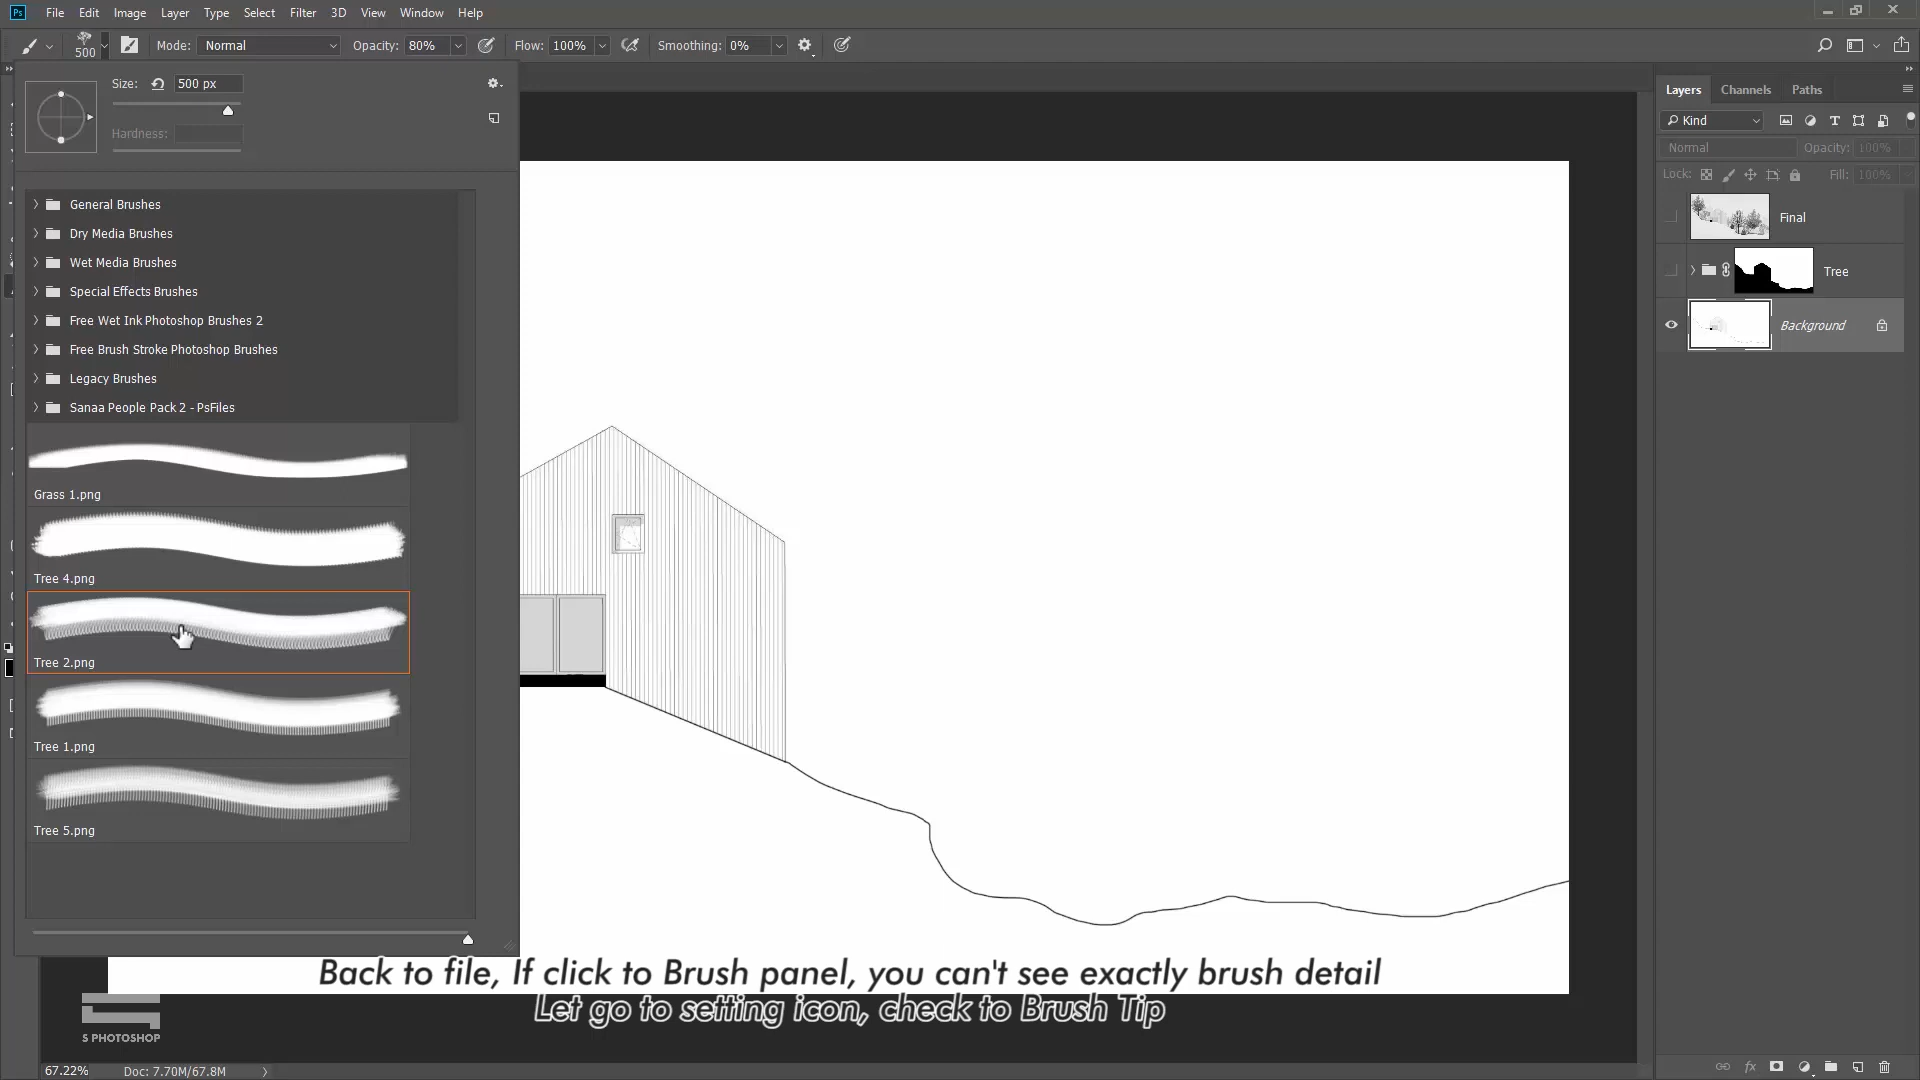 Ps File Edit Image Layer Type Select Filter 3D View Window Help
500 Mode: Normal Opacity: 80% Flow: 100% Smoothing: 0%
Size: 500 px
Hardness:
General Brushes
Dry Media Brushes
Wet Media Brushes
Special Effects Brushes
Free Wet Ink Photoshop Brushes 2
Free Brush Stroke Photoshop Brushes
Legacy Brushes
Sanaa People Pack 2 - PsFiles
Grass 1.png
Tree 4.png
Tree 2.png
Tree 1.png
Tree 5.png
Layers Channels Paths
Kind
Normal Opacity: 100%
Lock: Fill: 100%
Final
Tree
Background
Back to file, If click to Brush panel, you can't see exactly brush detail
Let go to setting icon, check to Brush Tip
S PHOTOSHOP
67.22% Doc: 7.70M/67.8M
fx